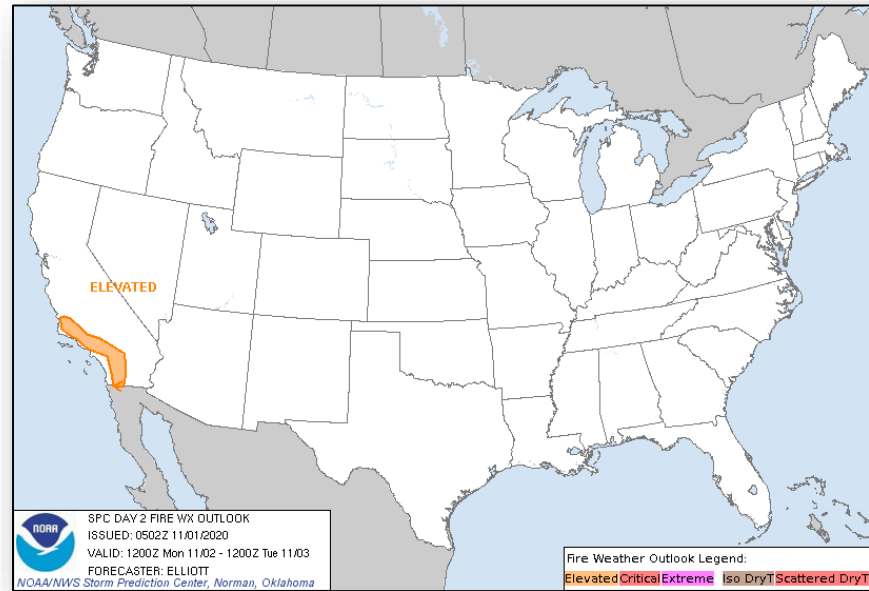 ELEVATED
NOAA
SPC DAY 2 FIRE WX OUTLOOK
ISSUED: 0502Z 11/01/2020
VALID: 1200Z Mon 11/02 - 1200Z Tue 11/03
FORECASTER: ELLIOTT
NOAA/NWS Storm Prediction Center, Norman, Oklahoma
Fire Weather Outlook Legend:
Elevated Critical Extreme Iso DryT Scattered DryT